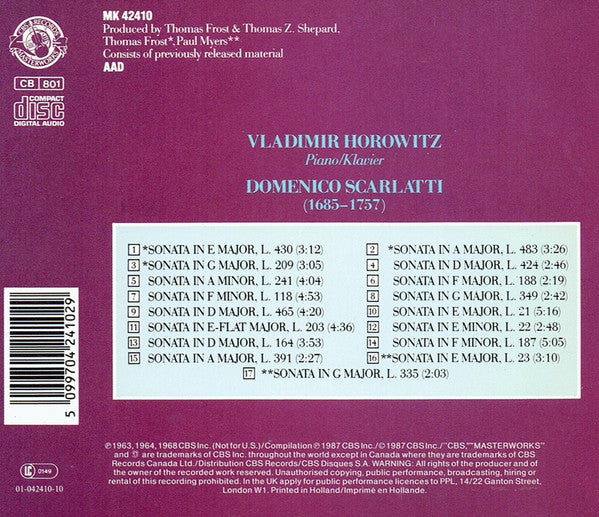 CBS RECORDS
MASTERWORKS
CB 801
COMPACT
disc
DIGITAL AUDIO
MK 42410
Produced by Thomas Frost & Thomas Z. Shepard,
Thomas Frost*, Paul Myers**
Consists of previously released material
AAD
VLADIMIR HOROWITZ
Piano/Klavier
DOMENICO SCARLATTI
(1685–1757)
1 *SONATA IN E MAJOR, L. 430 (3:12)
2 *SONATA IN A MAJOR, L. 483 (3:26)
3 *SONATA IN G MAJOR, L. 209 (3:05)
4 SONATA IN D MAJOR, L. 424 (2:46)
5 SONATA IN A MINOR, L. 241 (4:04)
6 SONATA IN F MAJOR, L. 188 (2:19)
7 SONATA IN F MINOR, L. 118 (4:53)
8 SONATA IN G MAJOR, L. 349 (2:42)
9 SONATA IN D MAJOR, L. 465 (4:20)
10 SONATA IN E MAJOR, L. 21 (5:16)
11 SONATA IN E-FLAT MAJOR, L. 203 (4:36)
12 SONATA IN E MINOR, L. 22 (2:48)
13 SONATA IN D MAJOR, L. 164 (3:53)
14 SONATA IN F MINOR, L. 187 (5:05)
15 SONATA IN A MAJOR, L. 391 (2:27)
16 **SONATA IN E MAJOR, L. 23 (3:10)
17 **SONATA IN G MAJOR, L. 335 (2:03)
5 099704 241029
LC 0149
01-042410-10
℗ 1963, 1964, 1968 CBS Inc. (Not for U.S.)/Compilation ℗ 1987 CBS Inc./© 1987 CBS Inc./"CBS," "MASTERWORKS"
and are trademarks of CBS Inc. throughout the world except in Canada where they are trademarks of CBS
Records Canada Ltd./Distribution CBS Records/CBS Disques S.A. WARNING: All rights of the producer and of
the owner of the recorded work reserved. Unauthorised copying, public performance, broadcasting, hiring or
rental of this recording prohibited. In the UK apply for public performance licences to PPL, 14/22 Ganton Street,
London W1. Printed in Holland/Imprimé en Hollande.